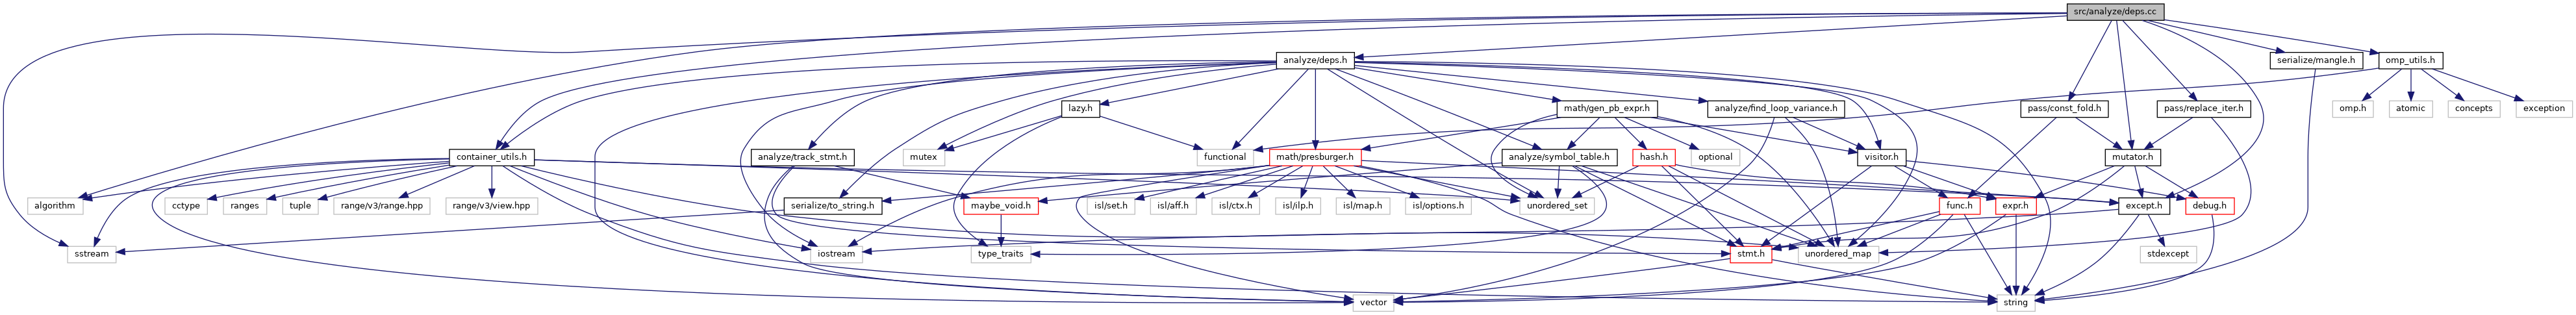 src/analyze/deps.cc
analyze/deps.h
serialize/mangle.h
omp_utils.h
lazy.h
math/gen_pb_expr.h
analyze/find_loop_variance.h
pass/const_fold.h
pass/replace_iter.h
omp.h
atomic
concepts
exception
container_utils.h
analyze/track_stmt.h
mutex
functional
math/presburger.h
analyze/symbol_table.h
hash.h
optional
visitor.h
mutator.h
algorithm
cctype
ranges
tuple
range/v3/range.hpp
range/v3/view.hpp
serialize/to_string.h
maybe_void.h
isl/set.h
isl/aff.h
isl/ctx.h
isl/ilp.h
isl/map.h
isl/options.h
unordered_set
func.h
expr.h
except.h
debug.h
sstream
iostream
type_traits
stmt.h
unordered_map
stdexcept
vector
string